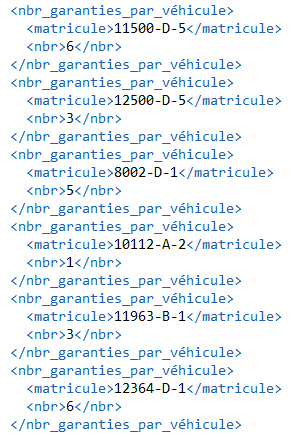 <nbr_garanties_par_véhicule>
<matricule>11500-D-5</matricule>
<nbr>6</nbr>
</nbr_garanties_par_véhicule>
<nbr_garanties_par_véhicule>
<matricule>12500-D-5</matricule>
<nbr>3</nbr>
</nbr_garanties_par_véhicule>
<nbr_garanties_par_véhicule>
<matricule>8002-D-1</matricule>
<nbr>5</nbr>
</nbr_garanties_par_véhicule>
<nbr_garanties_par_véhicule>
<matricule>10112-A-2</matricule>
<nbr>1</nbr>
</nbr_garanties_par_véhicule>
<nbr_garanties_par_véhicule>
<matricule>11963-B-1</matricule>
<nbr>3</nbr>
</nbr_garanties_par_véhicule>
<nbr_garanties_par_véhicule>
<matricule>12364-D-1</matricule>
<nbr>6</nbr>
</nbr_garanties_par_véhicule>